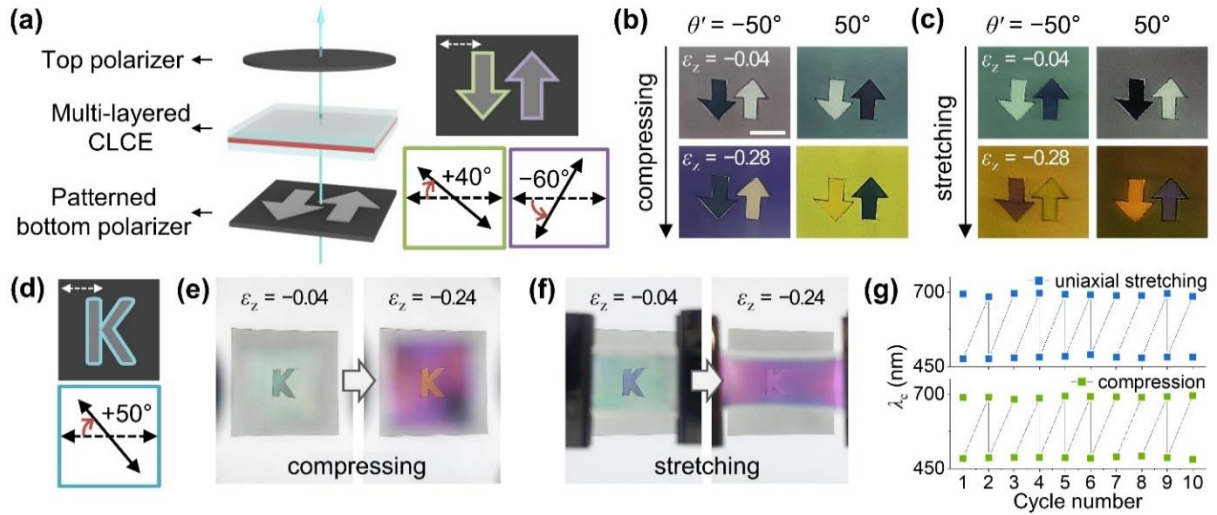 (a)
Top polarizer
Multi-layered
CLCE
Patterned
bottom polarizer
+40°
−60°
(b)
θ′ = −50°
50°
compressing
ε_z = −0.04
ε_z = −0.28
(c)
θ′ = −50°
50°
stretching
ε_z = −0.04
ε_z = −0.28
(d)
K
+50°
(e)
ε_z = −0.04
ε_z = −0.24
K
K
compressing
(f)
ε_z = −0.04
ε_z = −0.24
K
K
stretching
(g)
uniaxial stretching
700
450
compression
700
450
λ_c (nm)
1 2 3 4 5 6 7 8 9 10
Cycle number